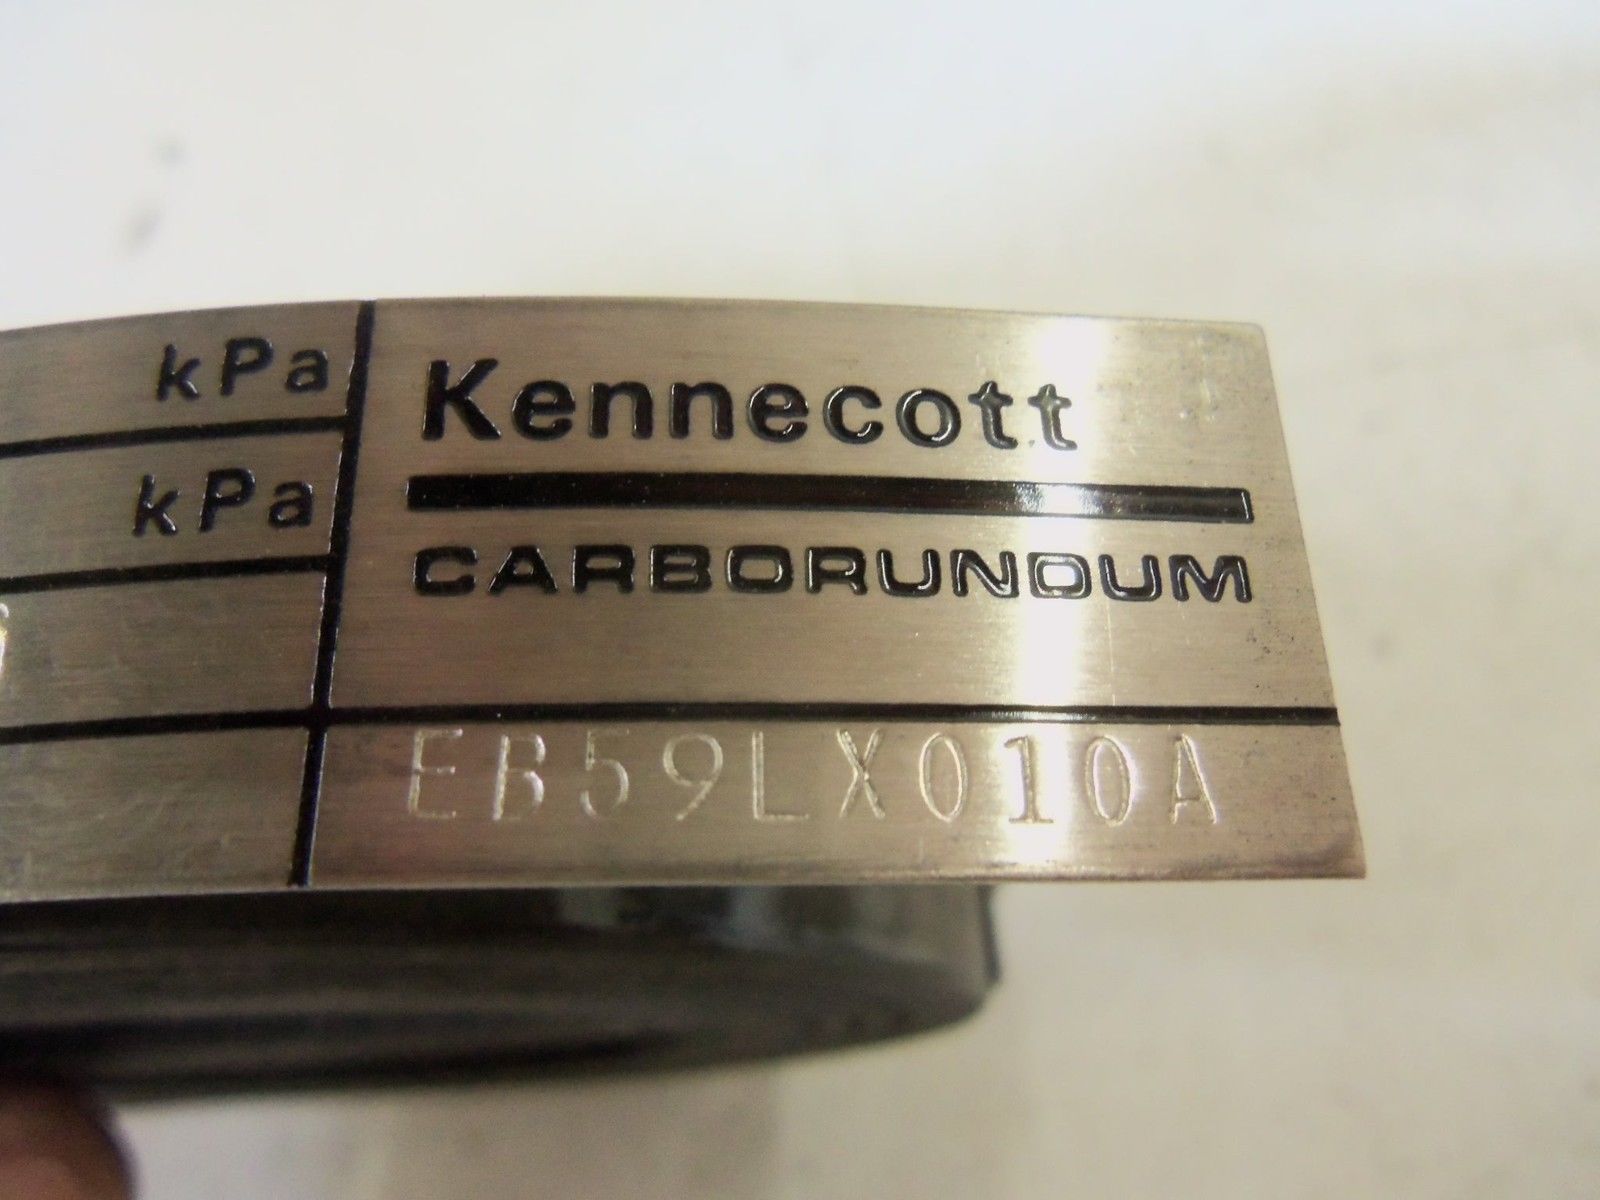 kPa
kPa
Kennecott
CARBORUNDUM
EB59LX010A